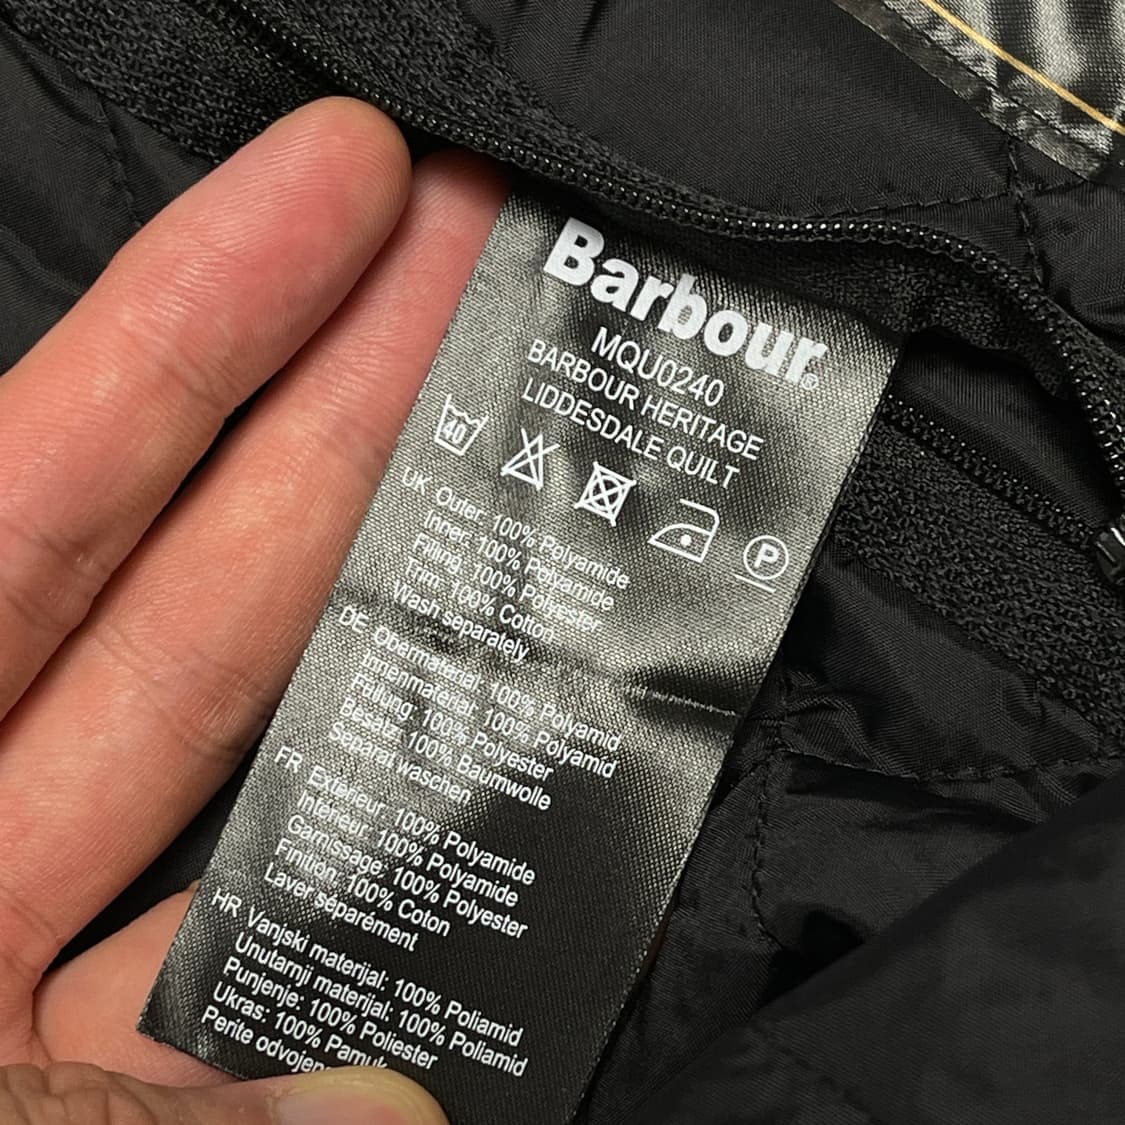 Barbour®
MQU0240
BARBOUR HERITAGE
LIDDESDALE QUILT
40
P
UK Outer: 100% Polyamide
Inner: 100% Polyamide
Filling: 100% Polyester
Trim: 100% Cotton
Wash separately
DE Obermaterial: 100% Polyamid
Innenmaterial: 100% Polyamid
Füllung: 100% Polyester
Besatz: 100% Baumwolle
Separat waschen
FR Extérieur: 100% Polyamide
Intérieur: 100% Polyamide
Garnissage: 100% Polyester
Finition: 100% Coton
Laver séparément
HR Vanjski materijal: 100% Poliamid
Unutarnji materijal: 100% Poliamid
Punjenje: 100% Poliester
Ukras: 100% Pamuk
Perite odvojen